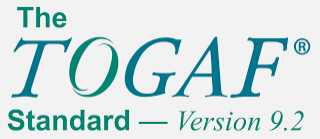 The
TOGAF®
Standard — Version 9.2